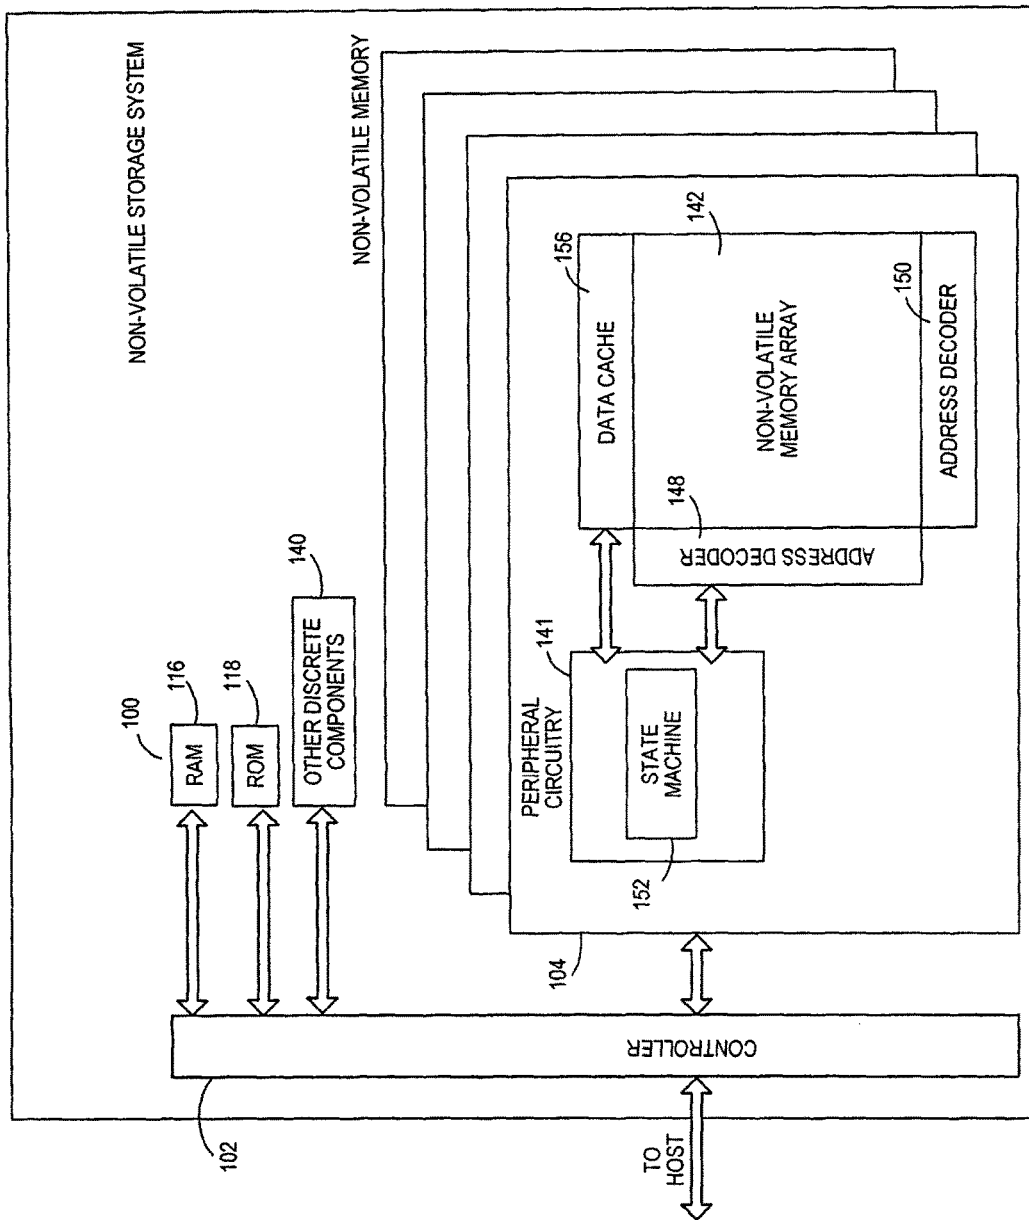 NON-VOLATILE STORAGE SYSTEM
100
116
RAM
118
ROM
140
OTHER DISCRETE
COMPONENTS
NON-VOLATILE MEMORY
102
CONTROLLER
TO
HOST
104
PERIPHERAL
CIRCUITRY
141
STATE
MACHINE
152
156
DATA CACHE
148
ADDRESS DECODER
142
NON-VOLATILE
MEMORY ARRAY
150
ADDRESS DECODER